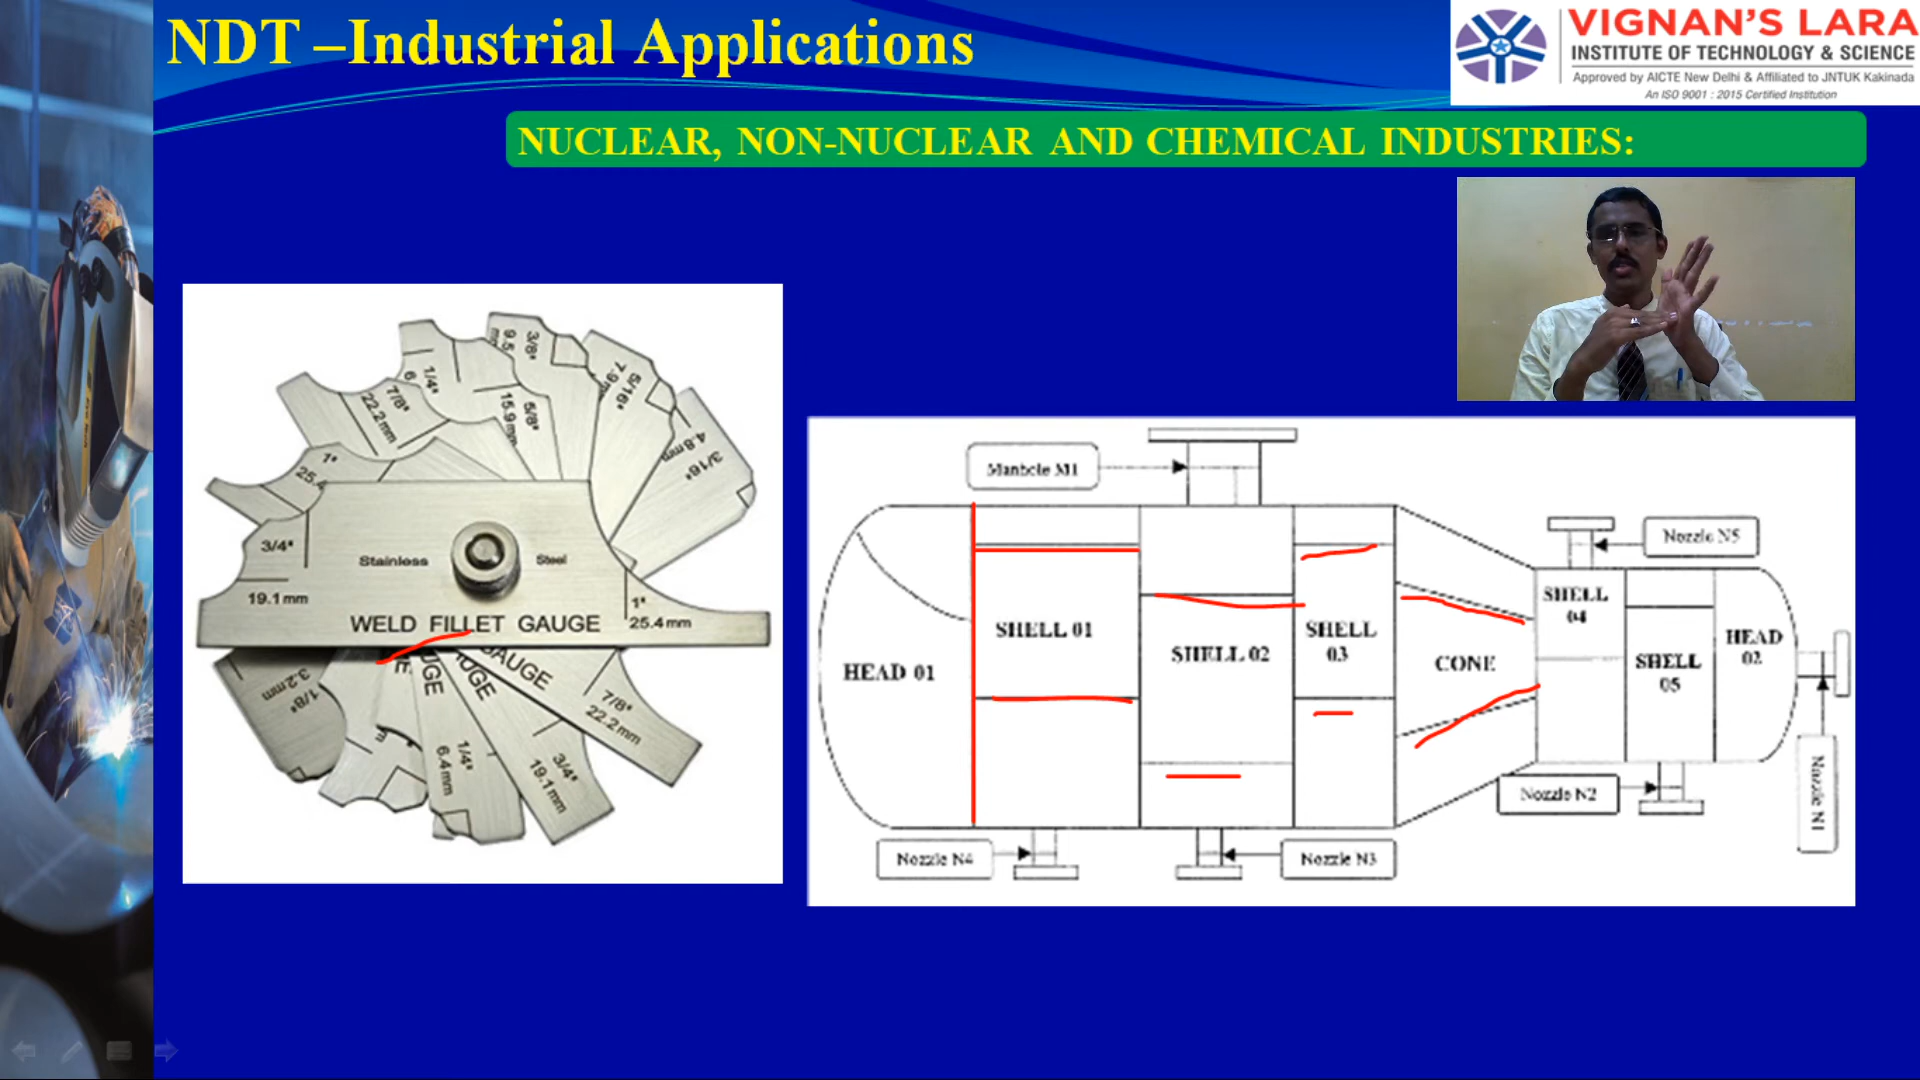 NDT –Industrial Applications
VIGNAN'S LARA
INSTITUTE OF TECHNOLOGY & SCIENCE
Approved by AICTE New Delhi & Affiliated to JNTUK Kakinada
An ISO 9001 : 2015 Certified Institution
NUCLEAR, NON-NUCLEAR AND CHEMICAL INDUSTRIES:
3/8"
9.5
1/4"
6
5/16"
7.9
7/8"
22.2mm
5/8"
15.9mm
4.8mm
3/16"
1"
25.4
3/4"
19.1mm
Stainless Steel
WELD FILLET GAUGE
1"
25.4mm
GAUGE
UGE
UGE
1/8"
3.2mm
7/8"
22.2mm
1/4"
6.4mm
3/4"
19.1mm
Manhole M1
Nozzle N5
HEAD 01
SHELL 01
SHELL 02
SHELL 03
CONE
SHELL 04
SHELL 05
HEAD 02
Nozzle N4
Nozzle N3
Nozzle N2
Nozzle N1